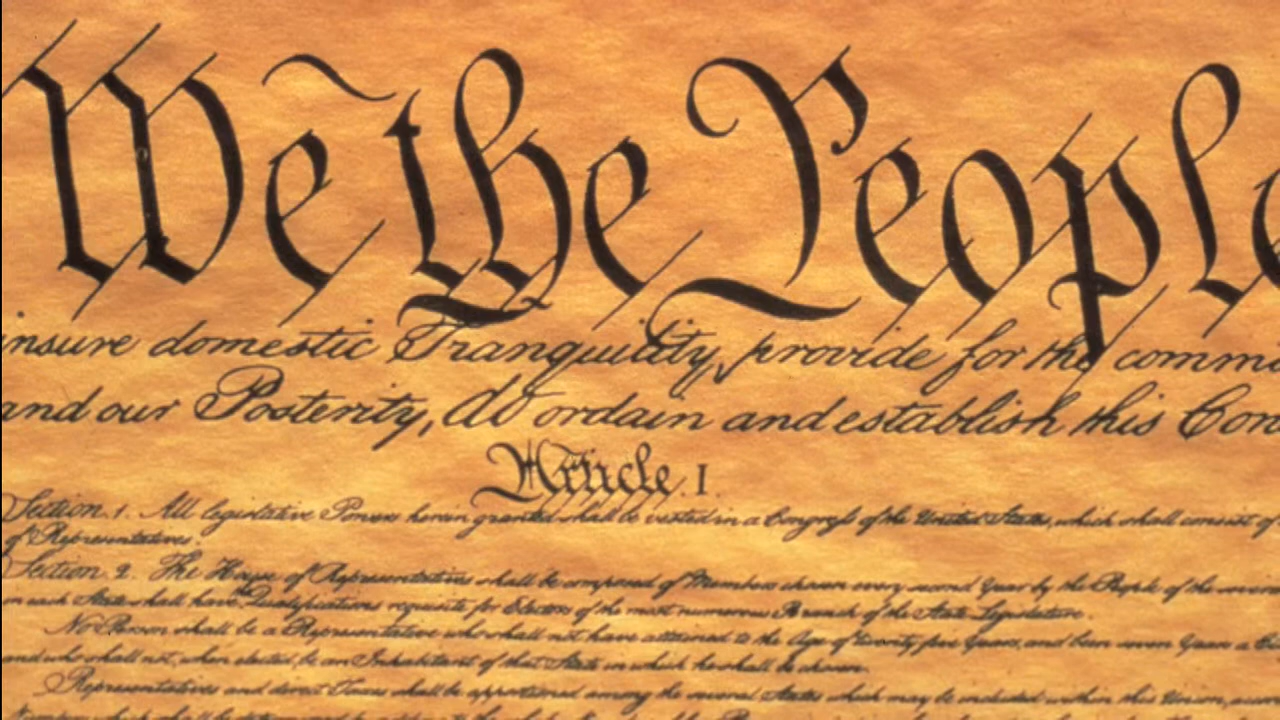 We the People
insure domestic Tranquility, provide for the commo
and our Posterity, do ordain and establish this Con
Article. I.
Section. 1. All legislative Powers herein granted shall be vested in a Congress of the United States, which shall consist of
of Representatives.
Section. 2. The House of Representatives shall be composed of Members chosen every second Year by the People of the several
in each State shall have Qualifications requisite for Electors of the most numerous Branch of the State Legislature.
No Person shall be a Representative who shall not have attained to the Age of twenty five Years, and been seven Years a Ci
and who shall not, when elected, be an Inhabitant of that State in which he shall be chosen.
Representatives and direct Taxes shall be apportioned among the several States which may be included within this Union, accor